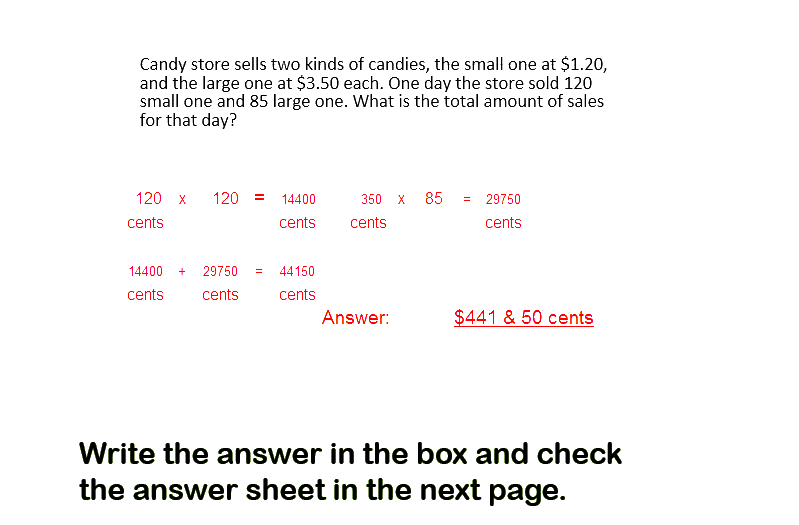 Candy store sells two kinds of candies, the small one at $1.20,
and the large one at $3.50 each. One day the store sold 120
small one and 85 large one. What is the total amount of sales
for that day?
120 x 120 = 14400 350 x 85 = 29750
cents cents cents cents
14400 + 29750 = 44150
cents cents cents
Answer: $441 & 50 cents
Write the answer in the box and check
the answer sheet in the next page.